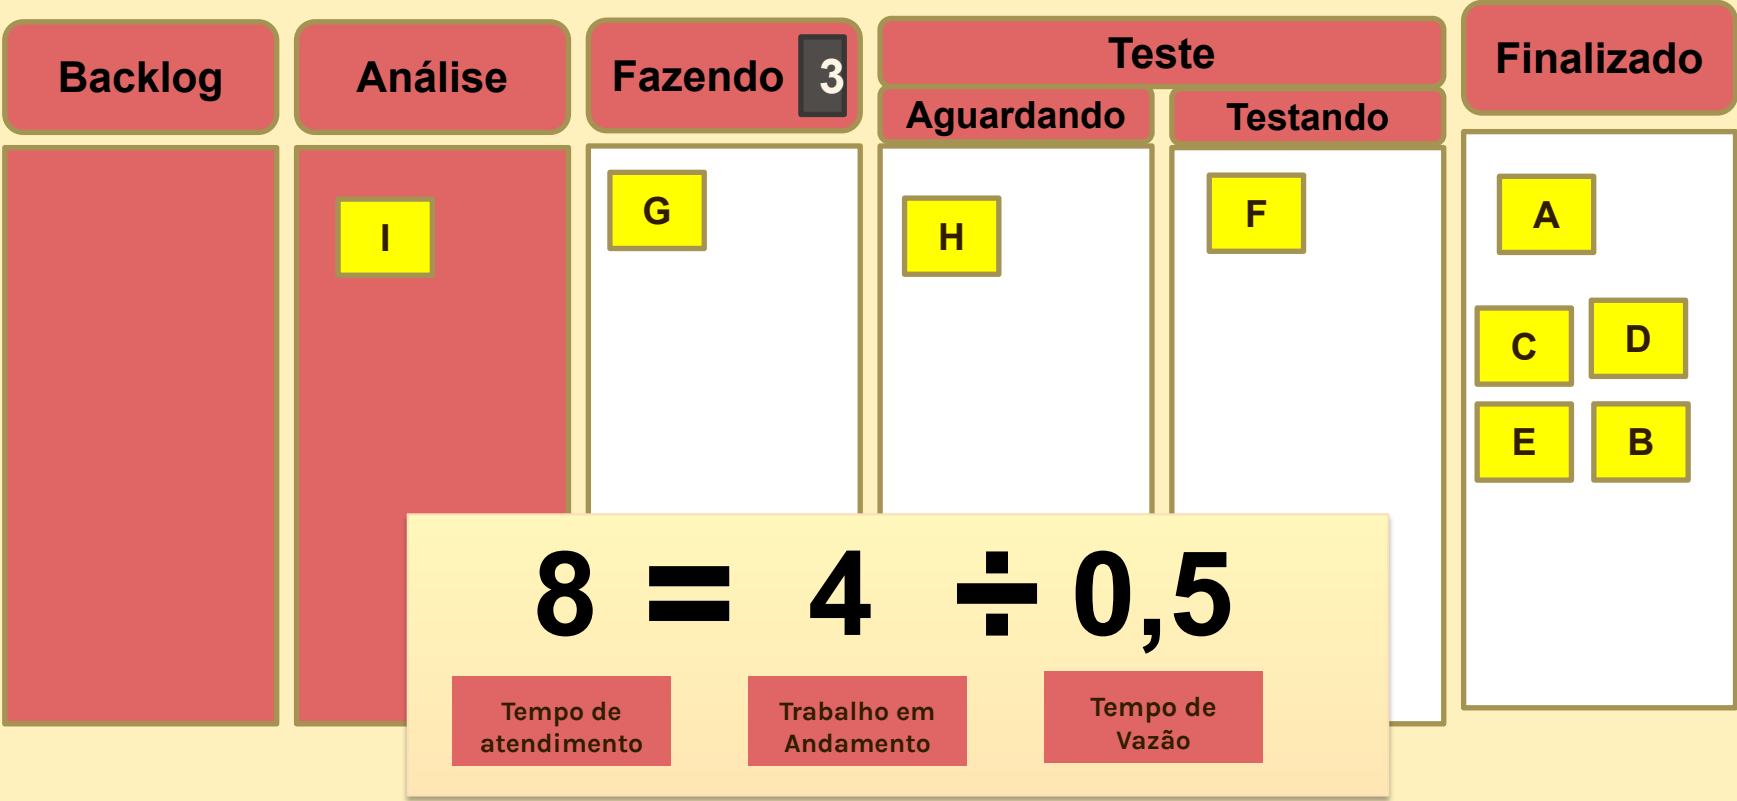 Backlog
Análise
Fazendo 3
Teste
Aguardando
Testando
Finalizado
I
G
H
F
A
C
D
E
B
8 = 4 ÷ 0,5
Tempo de
atendimento
Trabalho em
Andamento
Tempo de
Vazão